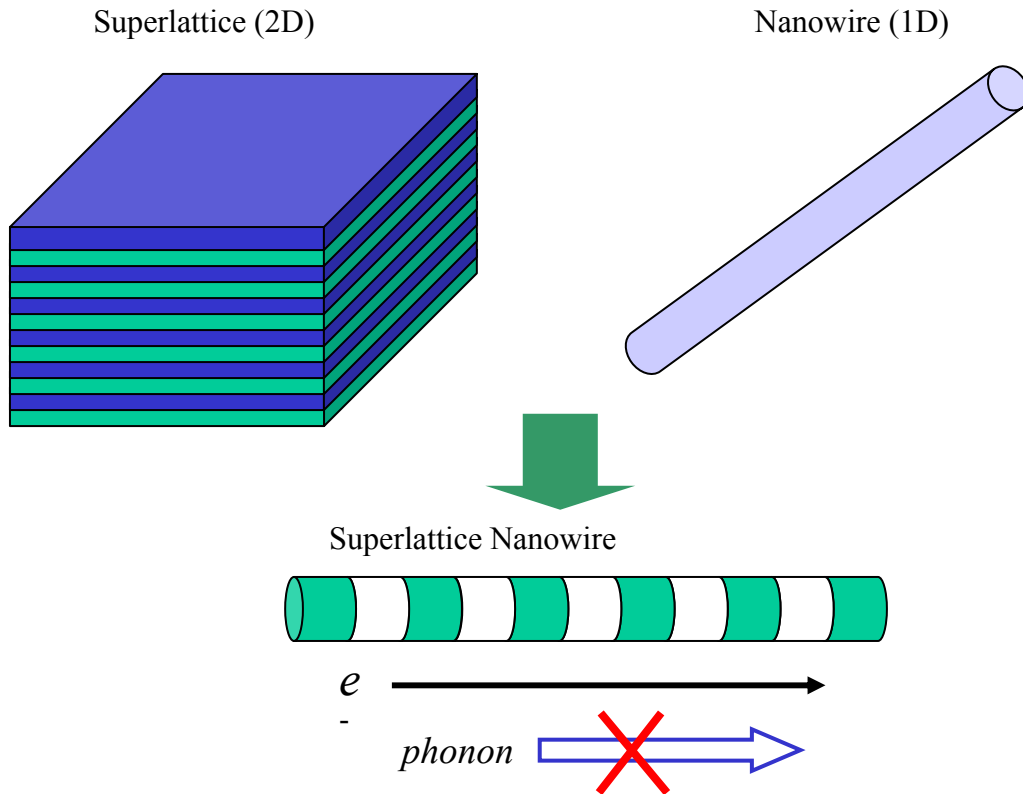 Superlattice (2D)
Nanowire (1D)
Superlattice Nanowire
e
-
phonon